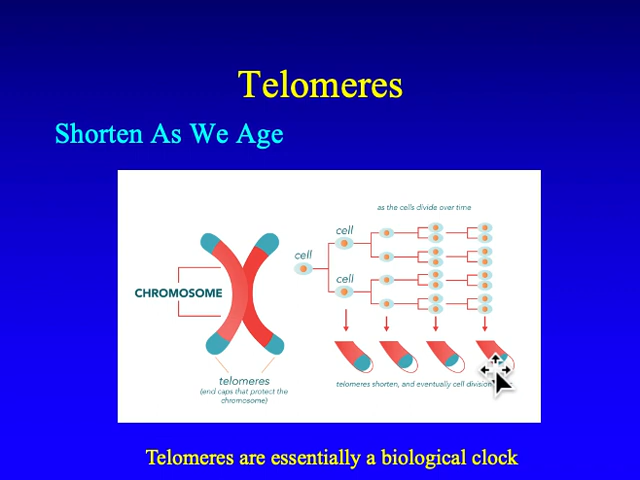 Telomeres
Shorten As We Age
as the cells divide over time
cell
cell
cell
CHROMOSOME
telomeres
(end caps that protect the
chromosome)
telomeres shorten, and eventually cell division
Telomeres are essentially a biological clock